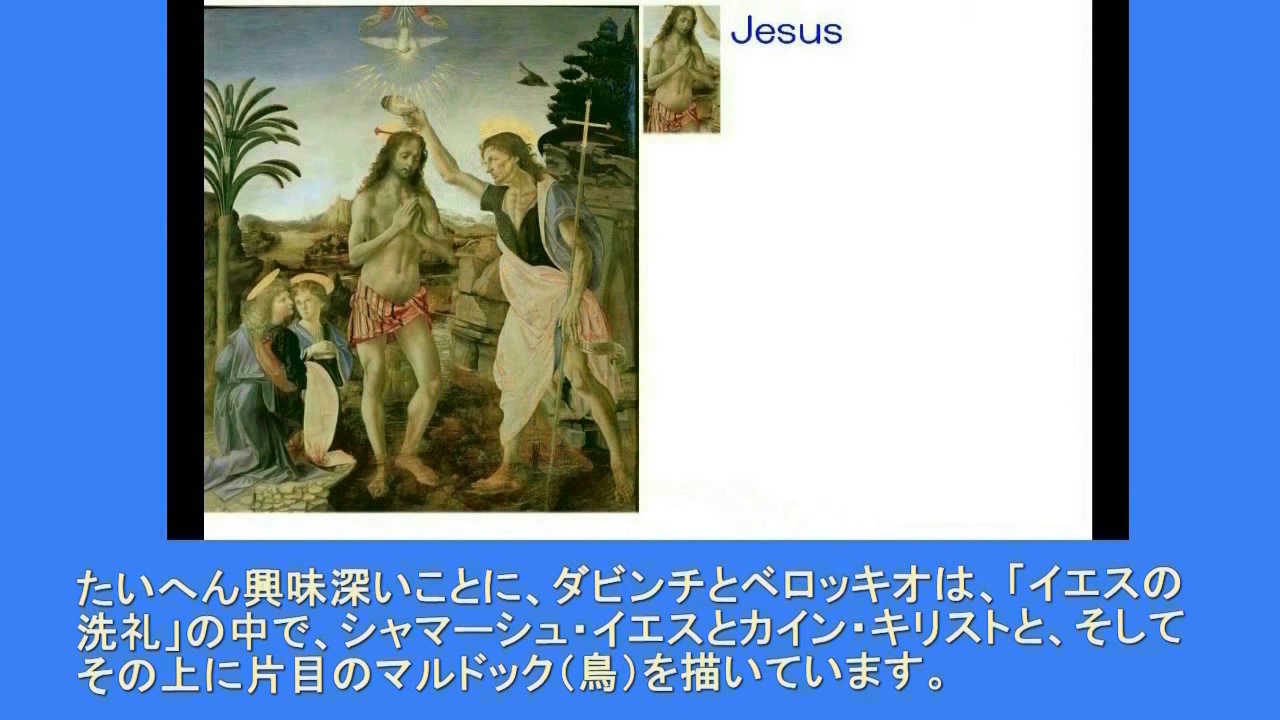 Jesus
たいへん興味深いことに、ダビンチとベロッキオは、「イエスの
洗礼」の中で、シャマーシュ・イエスとカイン・キリストと、そして
その上に片目のマルドック(鳥)を描いています。